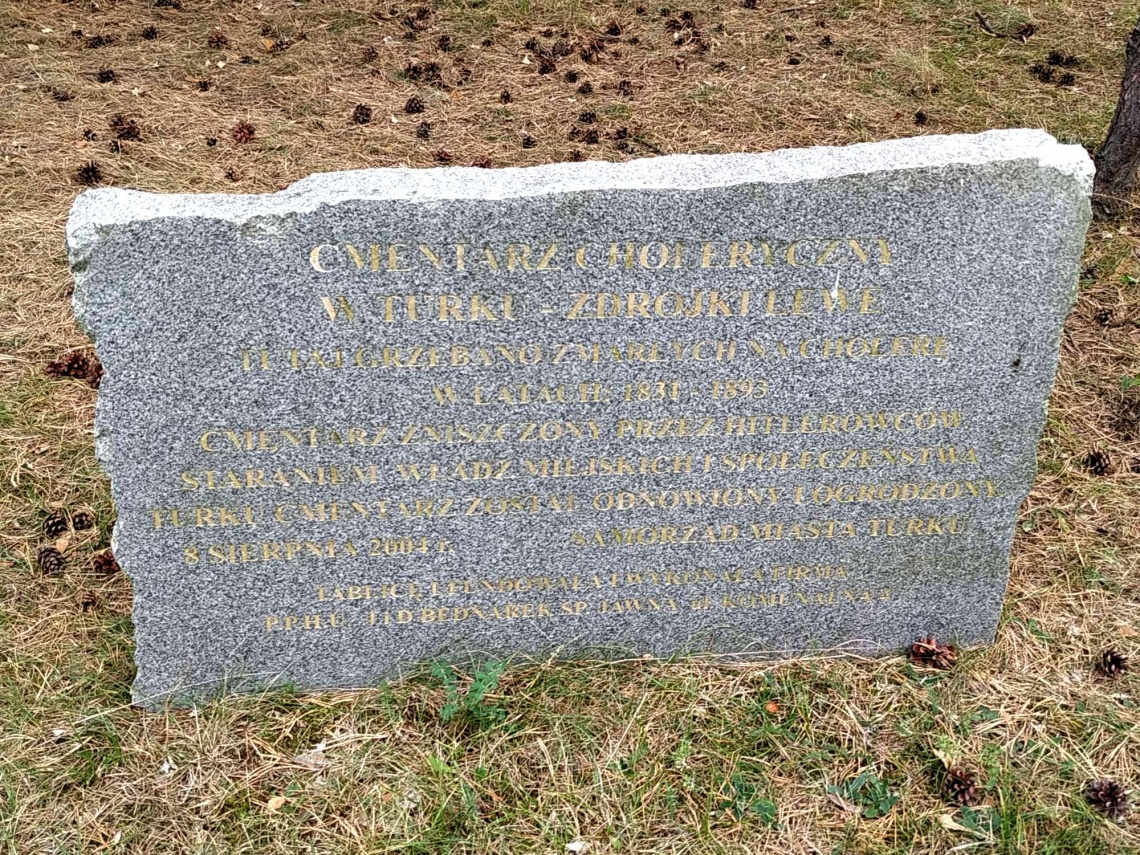 CMENTARZ CHOLERYCZNY
W TURKU - ZDROJKI LEWE
TUTAJ GRZEBANO ZMARŁYCH NA CHOLERĘ
W LATACH: 1831 - 1893
CMENTARZ ZNISZCZONY PRZEZ HITLEROWCÓW
STARANIEM WŁADZ MIEJSKICH I SPOŁECZEŃSTWA
TURKU CMENTARZ ZOSTAŁ ODNOWIONY I OGRODZONY
8 SIERPNIA 2004 r. SAMORZĄD MIASTA TURKU
TABLICĘ UFUNDOWAŁA I WYKONAŁA FIRMA
P.P.H.U. J.I D BEDNAREK SP. JAWNA ul. KOMUNALNA